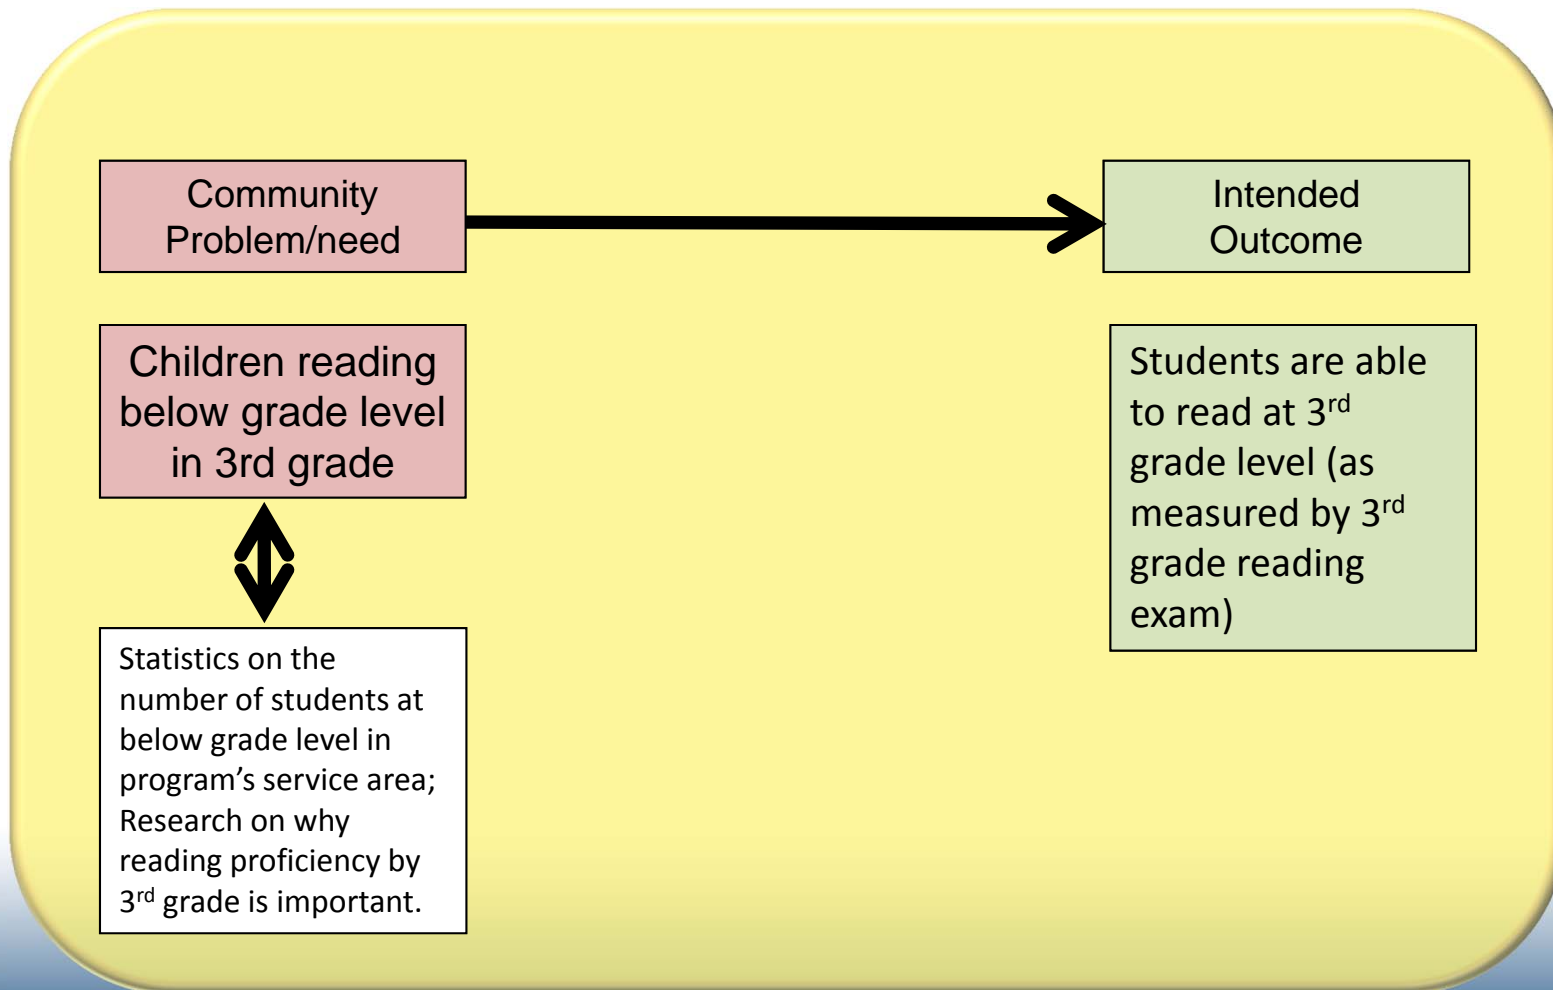 Community
Problem/need
Intended
Outcome
Children reading
below grade level
in 3rd grade
Students are able
to read at 3rd
grade level (as
measured by 3rd
grade reading
exam)
Statistics on the
number of students at
below grade level in
program’s service area;
Research on why
reading proficiency by
3rd grade is important.